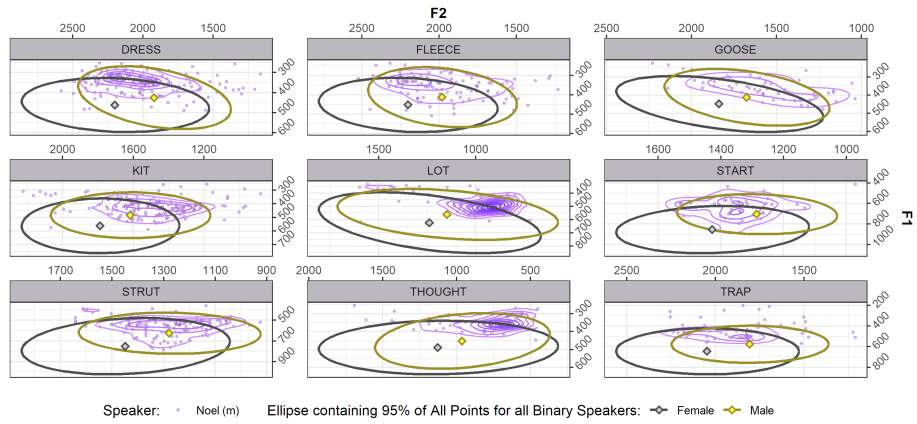 F2
2500 2000 1500
2500 2000 1500
2500 2000 1500 1000
DRESS FLEECE GOOSE
300 400 500 600
300 400 500 600
300 400 500 600
2000 1600 1200
1500 1000 500
1600 1400 1200 1000
KIT LOT START
300 400 500 600 700
400 500 600 700 800
400 600 800 1000
F1
1700 1500 1300 1100 900
2000 1500 1000 500
2500 2000 1500
STRUT THOUGHT TRAP
500 700 900
300 400 500 600
200 400 600 800
Speaker: Noel (m) Ellipse containing 95% of All Points for all Binary Speakers: Female Male